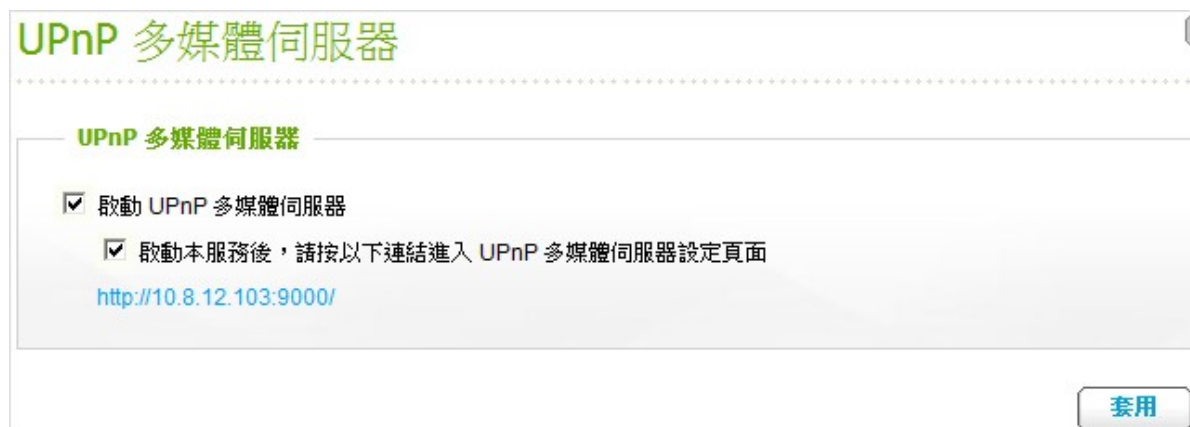 UPnP 多媒體伺服器
UPnP 多媒體伺服器
啟動 UPnP 多媒體伺服器
啟動本服務後，請按以下連結進入 UPnP 多媒體伺服器設定頁面
http://10.8.12.103:9000/
套用